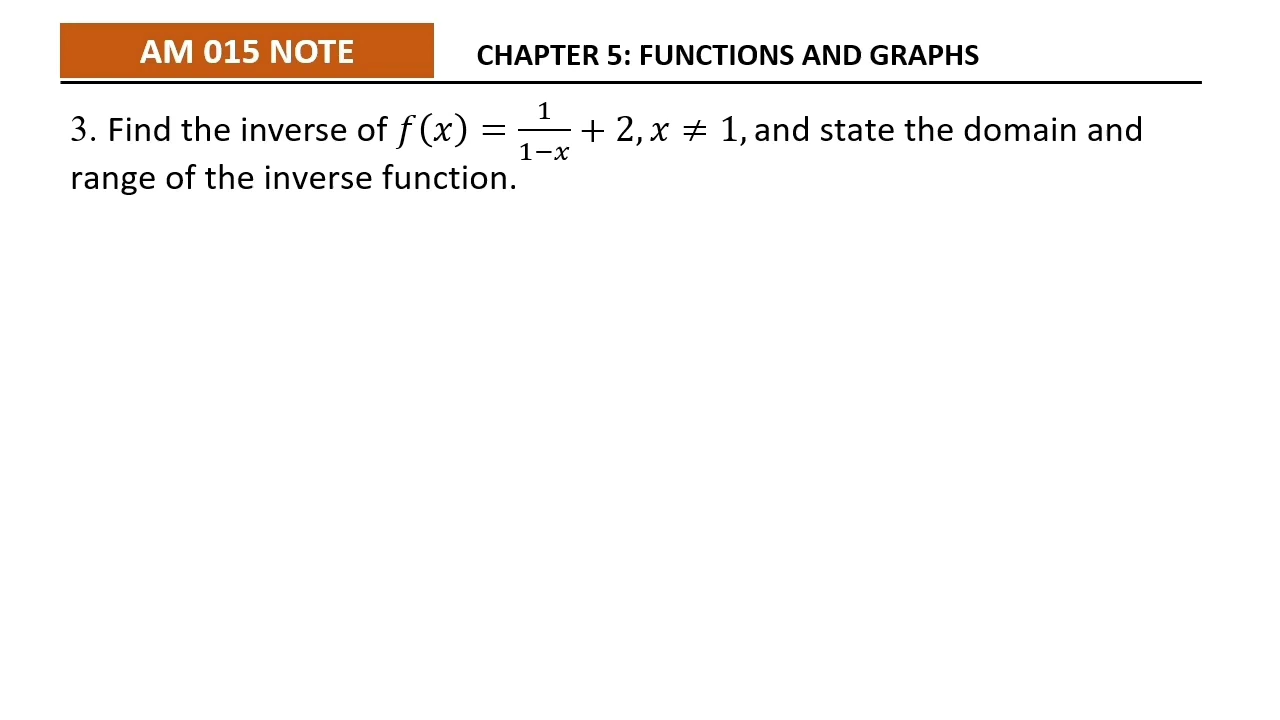 AM 015 NOTE
CHAPTER 5: FUNCTIONS AND GRAPHS
3. Find the inverse of f(x) = 1/(1−x) + 2, x ≠ 1, and state the domain and
range of the inverse function.